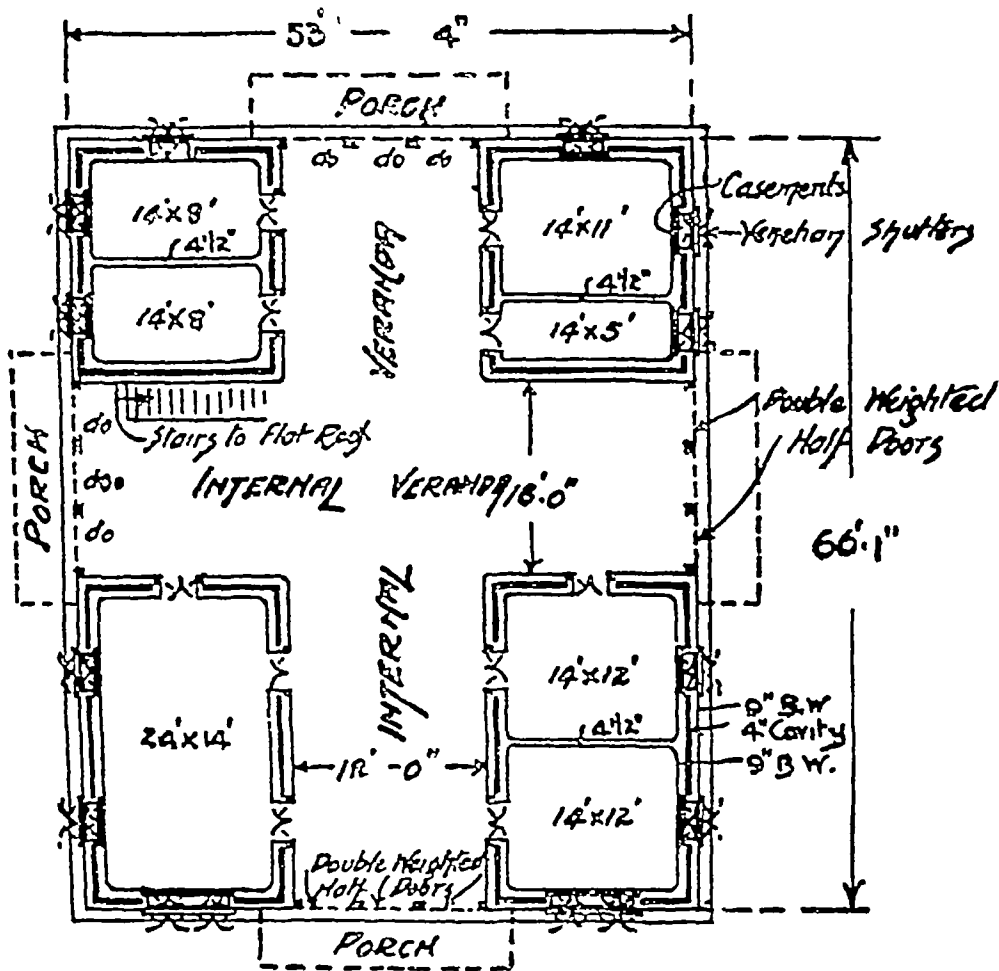 53' — 4"
PORCH
do do do
14'X8'
4½"
14'X8'
VERANDA
14'X11'
4½"
14'X5'
Casements
Venetian Shutters
Stairs to Flat Roof
PORCH
do
do
do
INTERNAL VERANDA
18'.0"
Double Weighted
Half Doors
66'.1"
INTERNAL
24'X14'
14'X12'
4½"
14'X12'
9" B.W
4" Cavity
9" B.W.
18'-0"
Double Weighted
Half Doors
PORCH